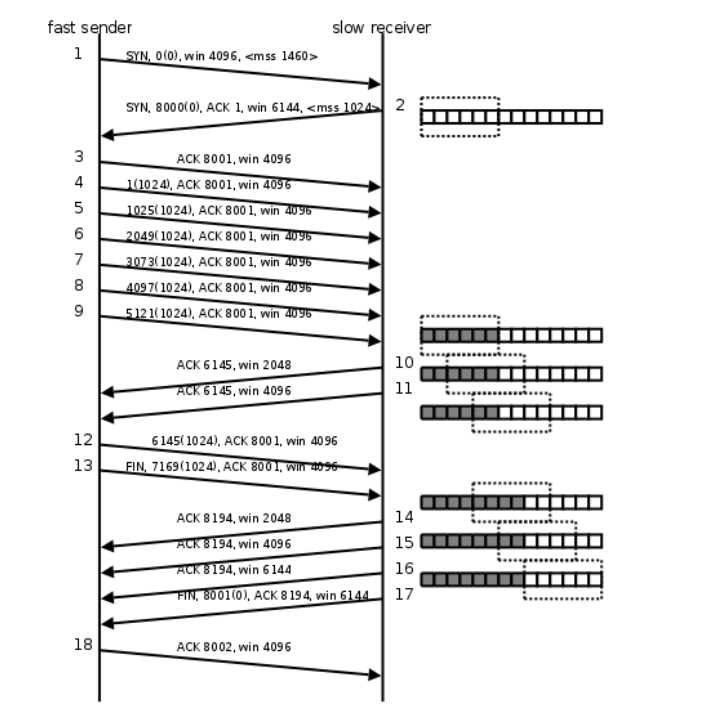 fast sender slow receiver
1 SYN, 0(0), win 4096, <mss 1460>
SYN, 8000(0), ACK 1, win 6144, <mss 1024> 2
3 ACK 8001, win 4096
4 1(1024), ACK 8001, win 4096
5 1025(1024), ACK 8001, win 4096
6 2049(1024), ACK 8001, win 4096
7 3073(1024), ACK 8001, win 4096
8 4097(1024), ACK 8001, win 4096
9 5121(1024), ACK 8001, win 4096
ACK 6145, win 2048 10
ACK 6145, win 4096 11
12 6145(1024), ACK 8001, win 4096
13 FIN, 7169(1024), ACK 8001, win 4096
ACK 8194, win 2048 14
ACK 8194, win 4096 15
ACK 8194, win 6144 16
FIN, 8001(0), ACK 8194, win 6144 17
18 ACK 8002, win 4096